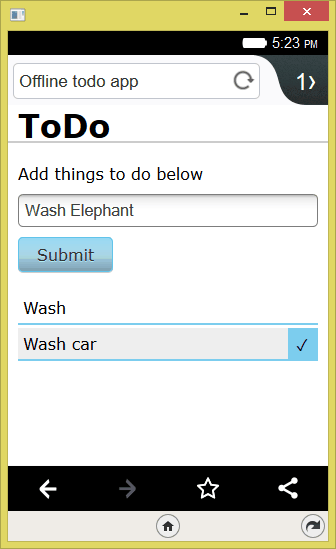 5:23 PM
Offline todo app
1
ToDo
Add things to do below
Wash Elephant
Submit
Wash
Wash car